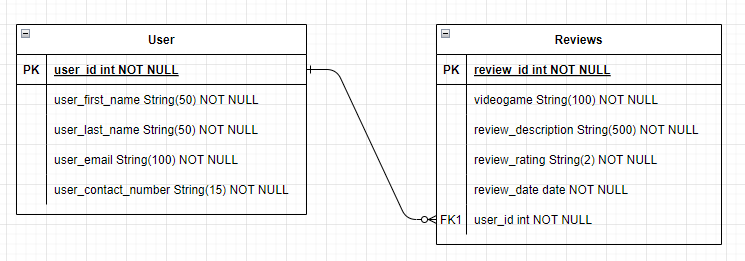 User
PK user_id int NOT NULL
user_first_name String(50) NOT NULL
user_last_name String(50) NOT NULL
user_email String(100) NOT NULL
user_contact_number String(15) NOT NULL
Reviews
PK review_id int NOT NULL
videogame String(100) NOT NULL
review_description String(500) NOT NULL
review_rating String(2) NOT NULL
review_date date NOT NULL
FK1 user_id int NOT NULL